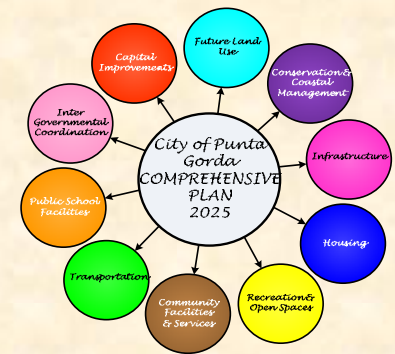 Future Land
Use
Conservation &
Coastal
Management
Infrastructure
Housing
Recreation &
Open Spaces
Community
Facilities
& Services
Transportation
Public School
Facilities
Inter
Governmental
Coordination
Capital
Improvements
City of Punta
Gorda
COMPREHENSIVE
PLAN
2025